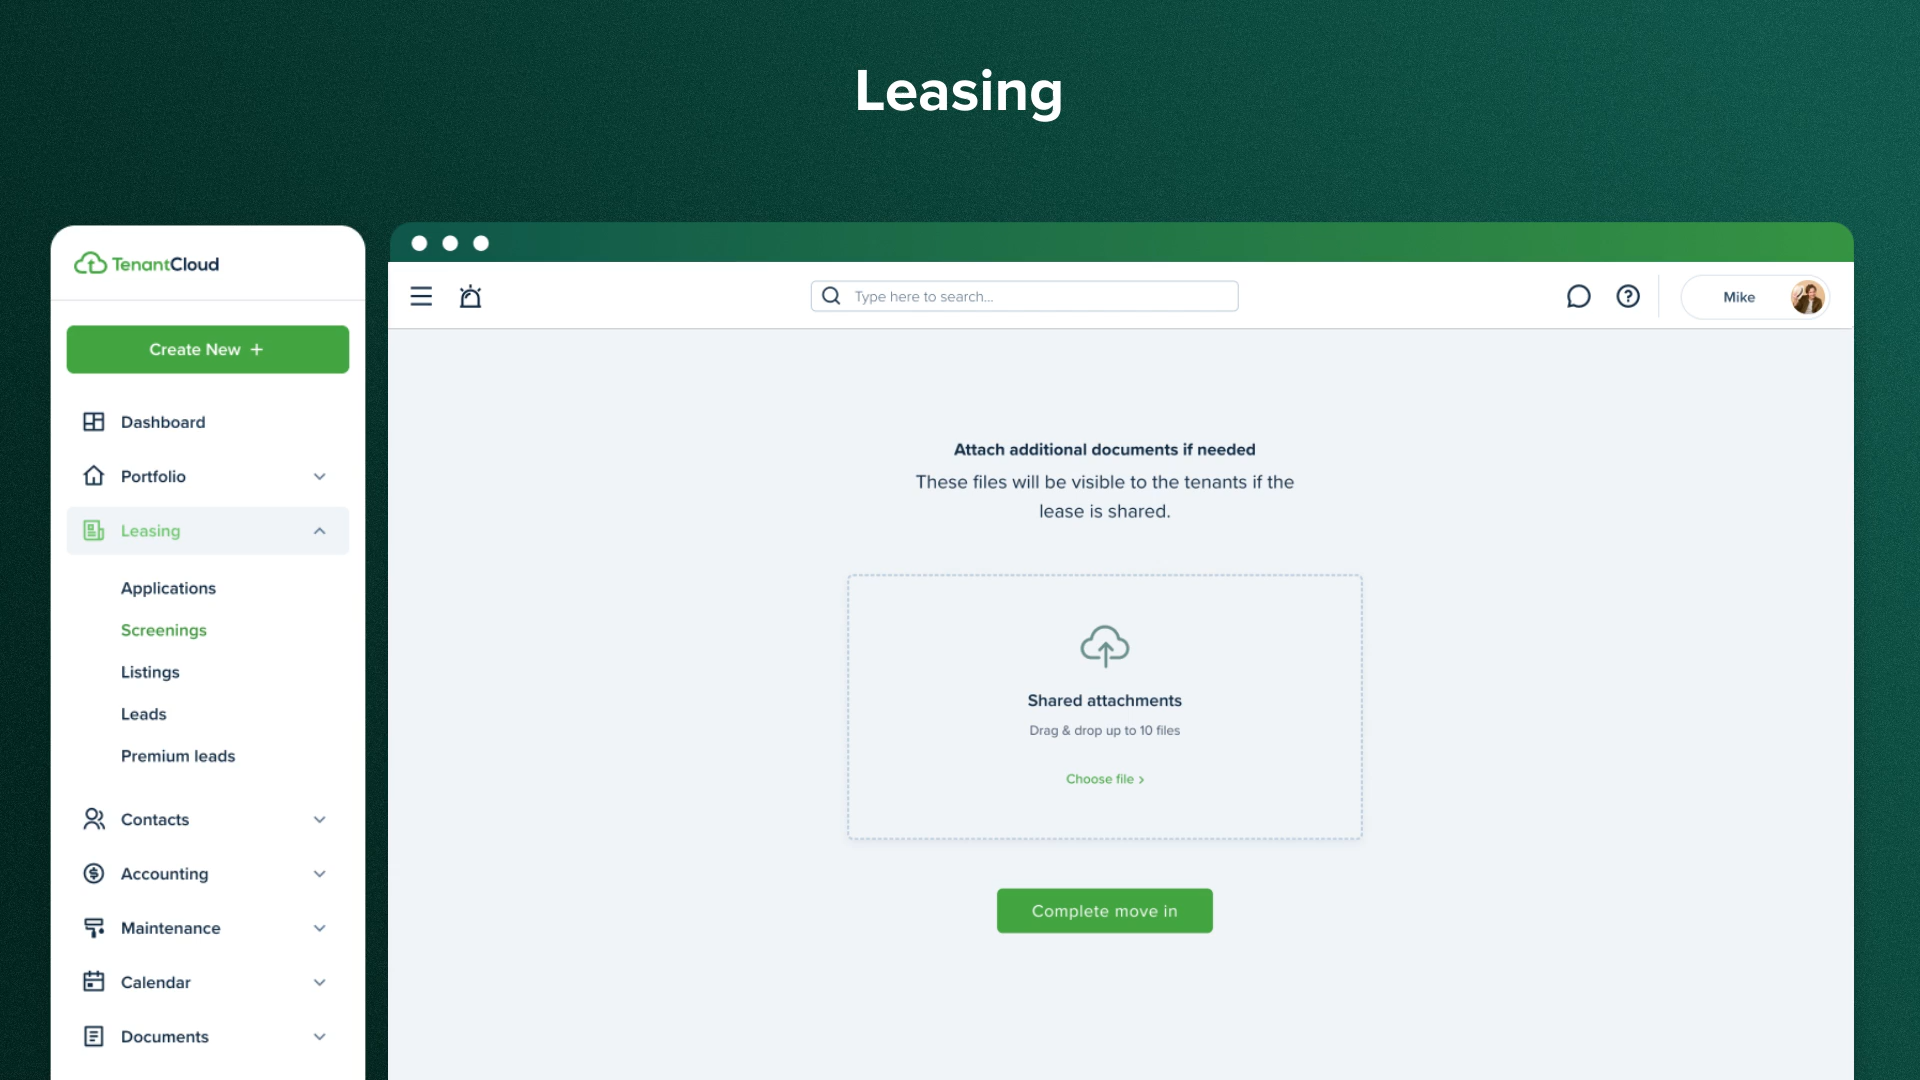 Leasing
TenantCloud
Create New +
Dashboard
Portfolio
Leasing
Applications
Screenings
Listings
Leads
Premium leads
Contacts
Accounting
Maintenance
Calendar
Documents
Type here to search...
Mike
Attach additional documents if needed
These files will be visible to the tenants if the
lease is shared.
Shared attachments
Drag & drop up to 10 files
Choose file >
Complete move in